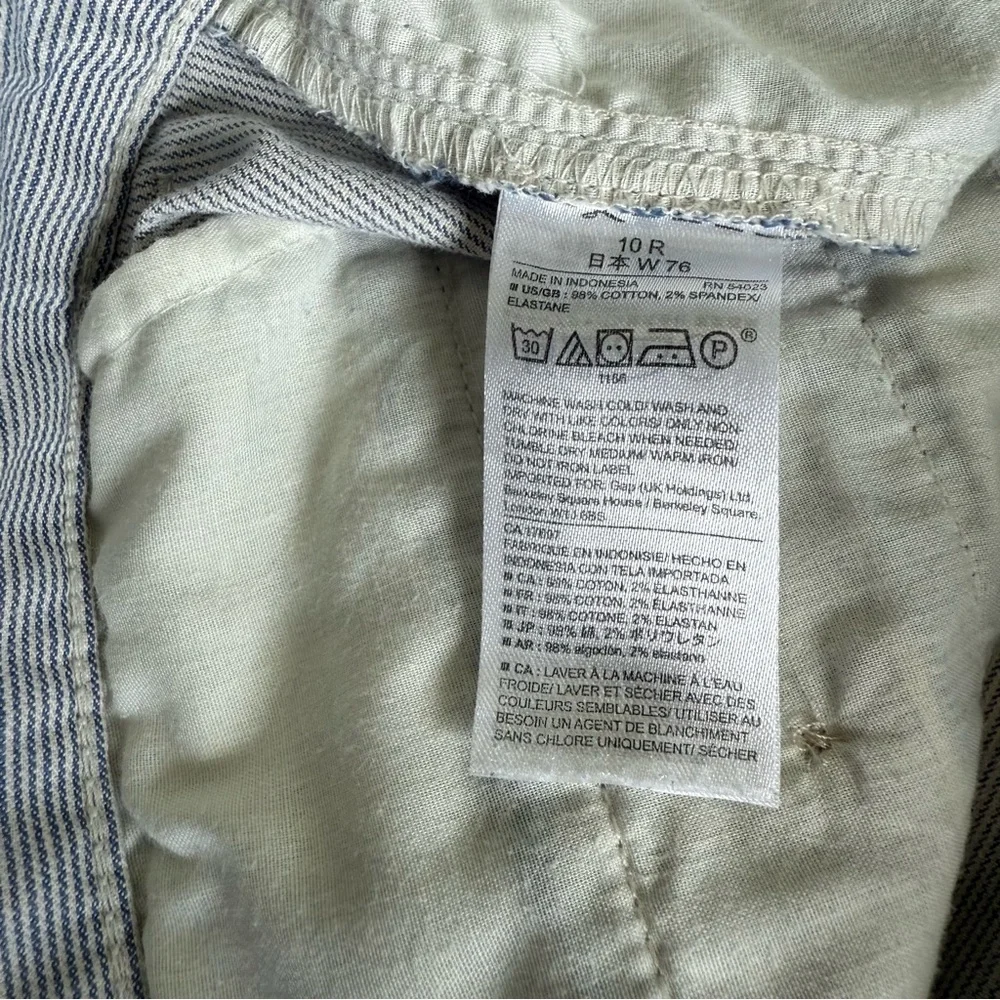 10 R
日本 W 76
MADE IN INDONESIA RN 54023
US/GB : 98% COTTON, 2% SPANDEX/
ELASTANE
30 P ®
1156
MACHINE WASH COLD/ WASH AND
DRY WITH LIKE COLORS/ ONLY NON-
CHLORINE BLEACH WHEN NEEDED/
TUMBLE DRY MEDIUM/ WARM IRON/
DO NOT IRON LABEL
IMPORTED FOR: Gap (UK Holdings) Ltd.
Berkeley Square House / Berkeley Square,
London W1J 6BS
CA 17897
FABRIQUÉ EN INDONISIE/ HECHO EN
INDONESIA CON TELA IMPORTADA
CA : 98% COTON, 2% ELASTHANNE
FR : 98% COTON, 2% ELASTHANNE
IT : 98% COTONE, 2% ELASTAN
JP : 98% 綿, 2% ポリウレタン
AR : 98% algodón, 2% elastano
CA : LAVER À LA MACHINE À L'EAU
FROIDE/ LAVER ET SÉCHER AVEC DES
COULEURS SEMBLABLES/ UTILISER AU
BESOIN UN AGENT DE BLANCHIMENT
SANS CHLORE UNIQUEMENT/ SÉCHER